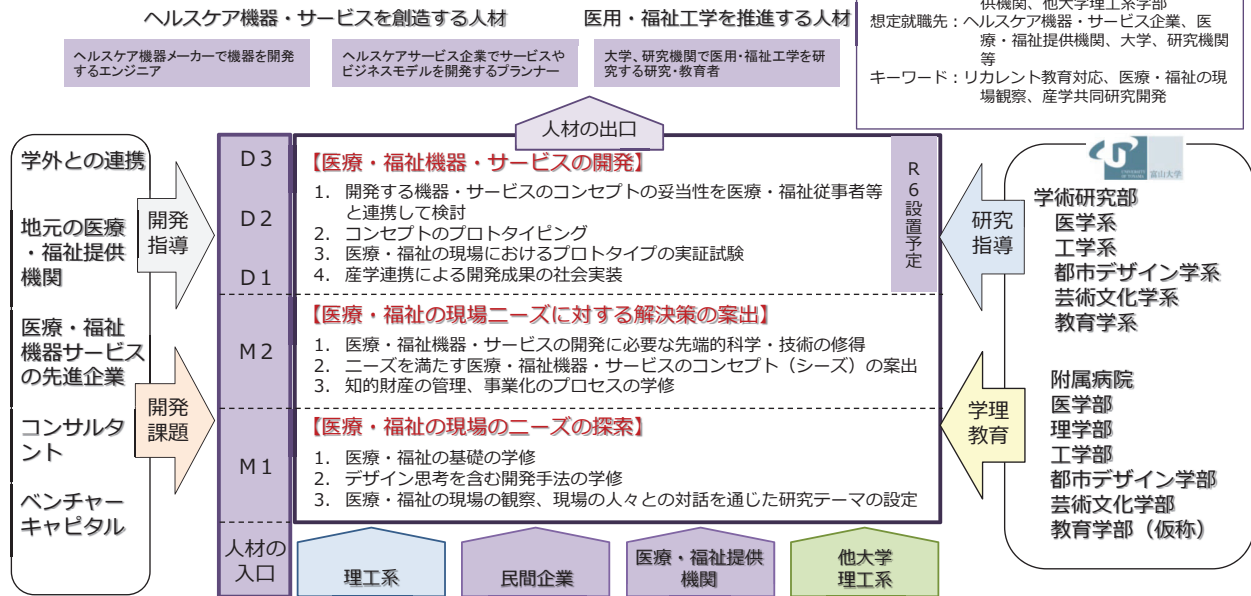 ヘルスケア機器・サービスを創造する人材
医用・福祉工学を推進する人材
ヘルスケア機器メーカーで機器を開発
するエンジニア
ヘルスケアサービス企業でサービスや
ビジネスモデルを開発するプランナー
大学、研究機関で医用・福祉工学を研
究する研究・教育者
供機関、他大学理工系学部
想定就職先：ヘルスケア機器・サービス企業、医
療・福祉提供機関、大学、研究機関
等
キーワード：リカレント教育対応、医療・福祉の現
場観察、産学共同研究開発
人材の出口
学外との連携
地元の医療
・福祉提供
機関
医療・福祉
機器サービス
の先進企業
コンサルタ
ント
ベンチャー
キャピタル
開発
指導
開発
課題
D3
D2
D1
M2
M1
人材の
入口
【医療・福祉機器・サービスの開発】
1. 開発する機器・サービスのコンセプトの妥当性を医療・福祉従事者等
と連携して検討
2. コンセプトのプロトタイピング
3. 医療・福祉の現場におけるプロトタイプの実証試験
4. 産学連携による開発成果の社会実装
R
6
設
置
予
定
【医療・福祉の現場ニーズに対する解決策の案出】
1. 医療・福祉機器・サービスの開発に必要な先端的科学・技術の修得
2. ニーズを満たす医療・福祉機器・サービスのコンセプト（シーズ）の案出
3. 知的財産の管理、事業化のプロセスの学修
【医療・福祉の現場のニーズの探索】
1. 医療・福祉の基礎の学修
2. デザイン思考を含む開発手法の学修
3. 医療・福祉の現場の観察、現場の人々との対話を通じた研究テーマの設定
理工系
民間企業
医療・福祉提供
機関
他大学
理工系
研究
指導
学理
教育
富山大学
学術研究部
医学系
工学系
都市デザイン学系
芸術文化学系
教育学系
附属病院
医学部
理学部
工学部
都市デザイン学部
芸術文化学部
教育学部（仮称）